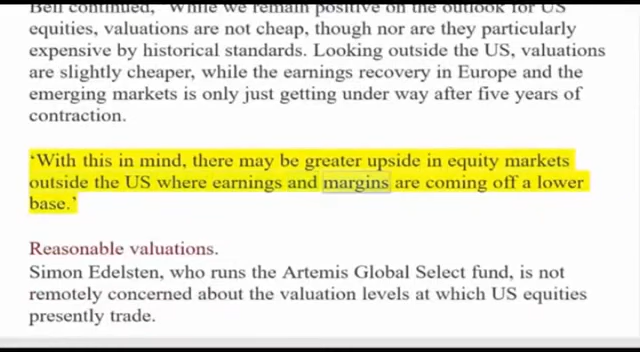 Bell continued, 'While we remain positive on the outlook for US
equities, valuations are not cheap, though nor are they particularly
expensive by historical standards. Looking outside the US, valuations
are slightly cheaper, while the earnings recovery in Europe and the
emerging markets is only just getting under way after five years of
contraction.
'With this in mind, there may be greater upside in equity markets
outside the US where earnings and margins are coming off a lower
base.'
Reasonable valuations.
Simon Edelsten, who runs the Artemis Global Select fund, is not
remotely concerned about the valuation levels at which US equities
presently trade.